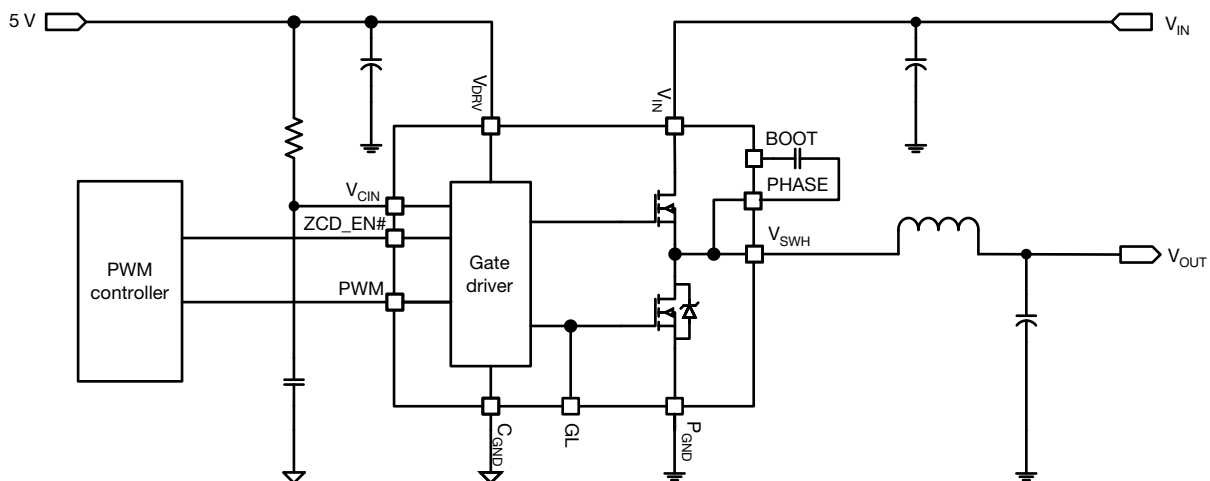 5 V
V_IN
V_DRV
V_IN
BOOT
PHASE
V_CIN
ZCD_EN#
V_SWH
PWM controller
Gate driver
V_OUT
PWM
C_GND
GL
P_GND